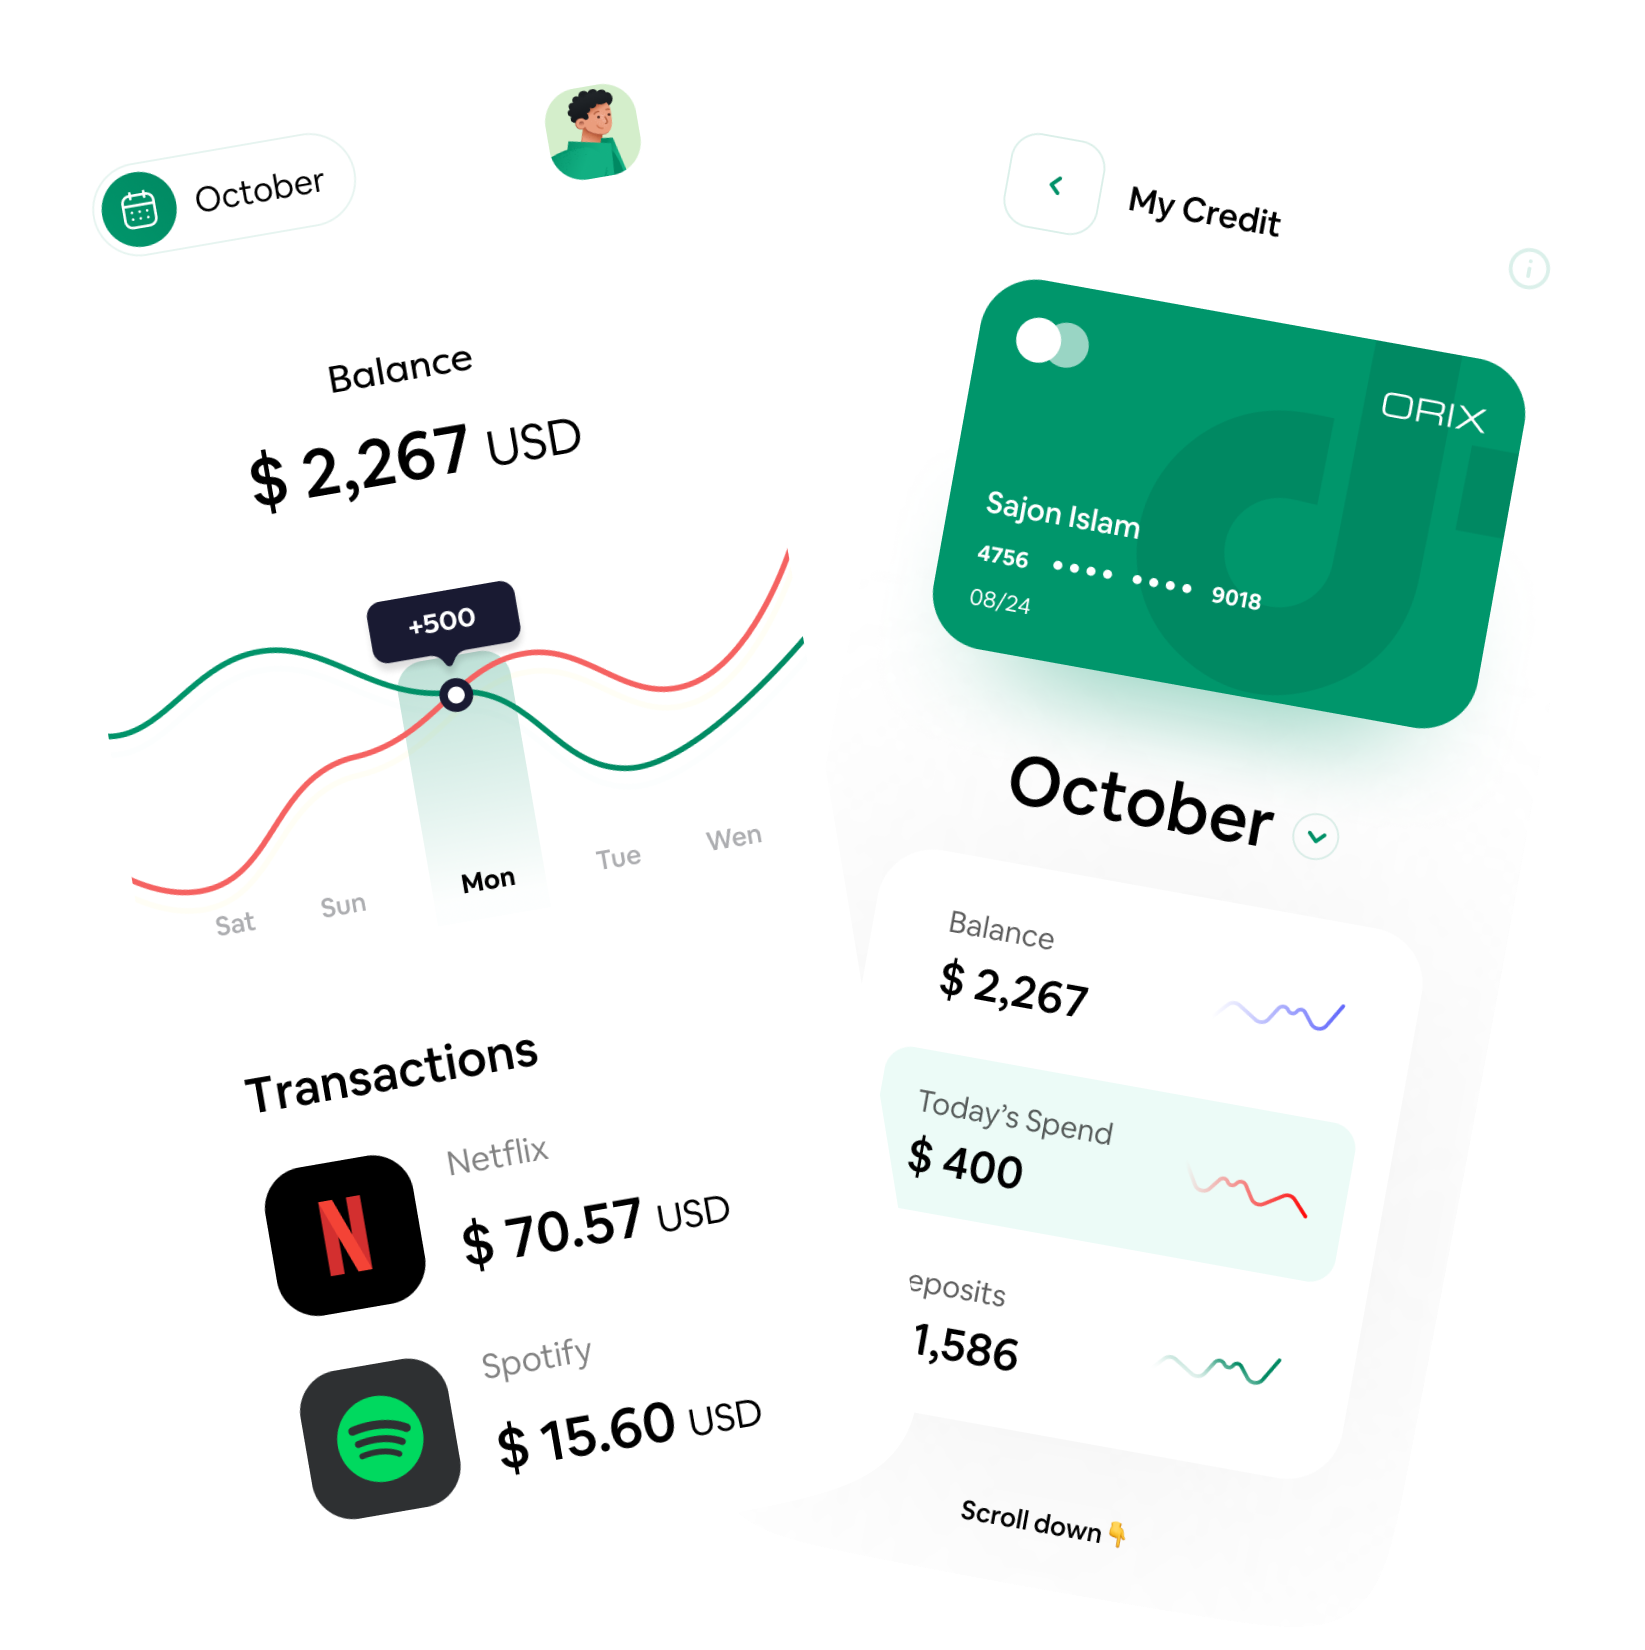 October
Balance
$ 2,267 USD
+500
Sat Sun Mon Tue Wen
Transactions
Netflix
$ 70.57 USD
Spotify
$ 15.60 USD
My Credit
ORIX
Sajon Islam
4756 •••• •••• 9018
08/24
October
Balance
$ 2,267
Today’s Spend
$ 400
eposits
1,586
Scroll down👇